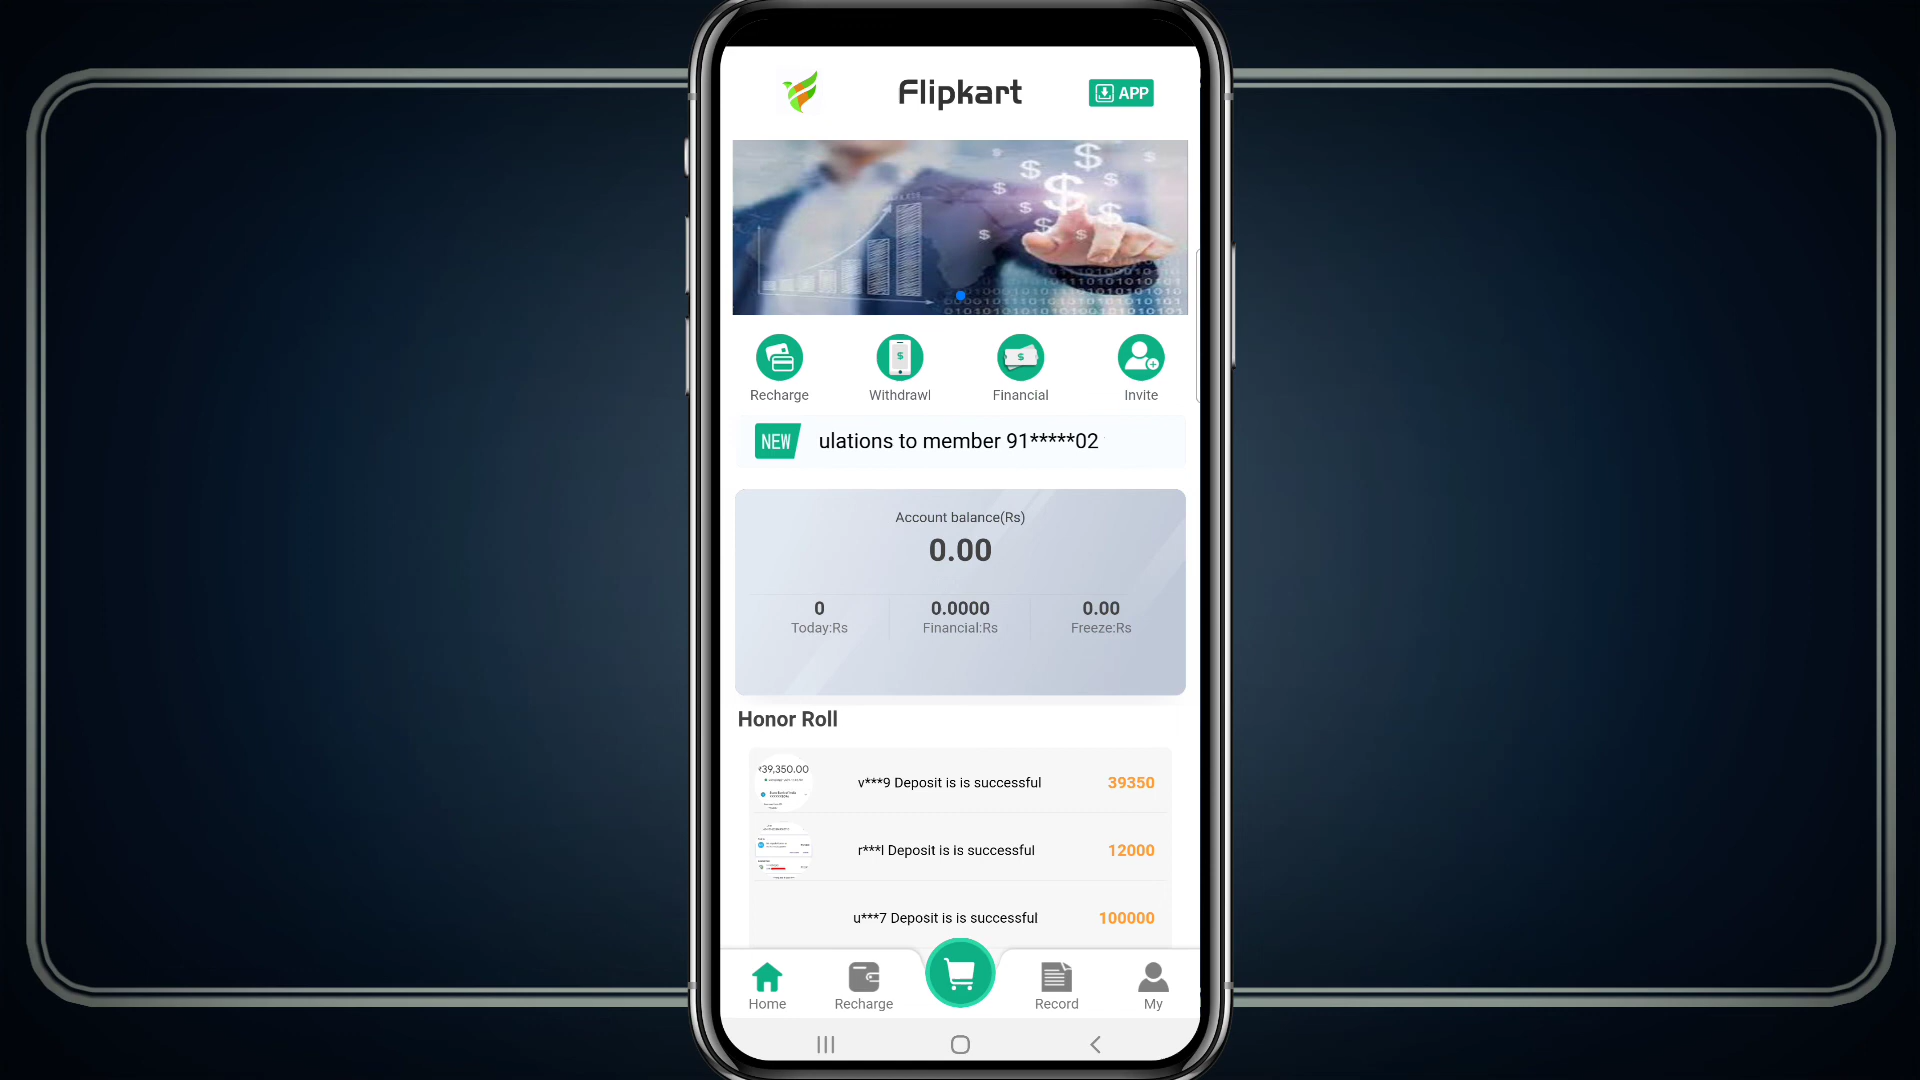 Flipkart
APP
Recharge
Withdrawl
Financial
Invite
NEW
ulations to member 91*****02
Account balance(Rs)
0.00
0
0.0000
0.00
Today:Rs
Financial:Rs
Freeze:Rs
Honor Roll
₹39,350.00
v***9 Deposit is is successful
39350
r***l Deposit is is successful
12000
u***7 Deposit is is successful
100000
Home
Recharge
Record
My